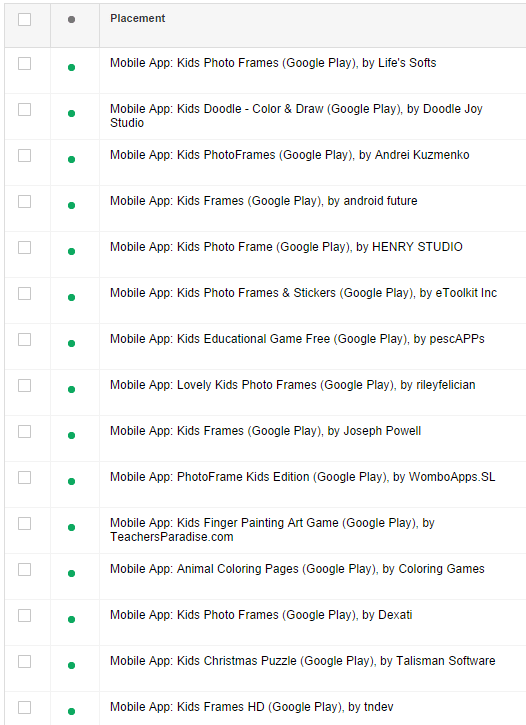 Placement
Mobile App: Kids Photo Frames (Google Play), by Life's Softs
Mobile App: Kids Doodle - Color & Draw (Google Play), by Doodle Joy
Studio
Mobile App: Kids PhotoFrames (Google Play), by Andrei Kuzmenko
Mobile App: Kids Frames (Google Play), by android future
Mobile App: Kids Photo Frame (Google Play), by HENRY STUDIO
Mobile App: Kids Photo Frames & Stickers (Google Play), by eToolkit Inc
Mobile App: Kids Educational Game Free (Google Play), by pescAPPs
Mobile App: Lovely Kids Photo Frames (Google Play), by rileyfelician
Mobile App: Kids Frames (Google Play), by Joseph Powell
Mobile App: PhotoFrame Kids Edition (Google Play), by WomboApps.SL
Mobile App: Kids Finger Painting Art Game (Google Play), by
TeachersParadise.com
Mobile App: Animal Coloring Pages (Google Play), by Coloring Games
Mobile App: Kids Photo Frames (Google Play), by Dexati
Mobile App: Kids Christmas Puzzle (Google Play), by Talisman Software
Mobile App: Kids Frames HD (Google Play), by tndev